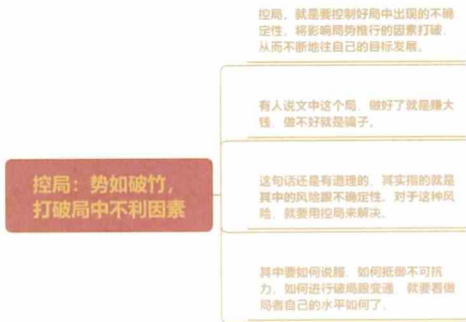 控局，就是要控制好局中出现的不确
定性，将影响局势推行的因素打破，
从而不断地往自己的目标发展。
有人说文中这个局，做好了就是赚大
钱，做不好就是骗子。
控局：势如破竹，
打破局中不利因素
这句话还是有道理的，其实指的就是
其中的风险跟不确定性。对于这种风
险，就要用控局来解决。
其中要如何说服，如何抵御不可抗
力，如何进行破局跟变通，就要看做
局者自己的水平如何了。